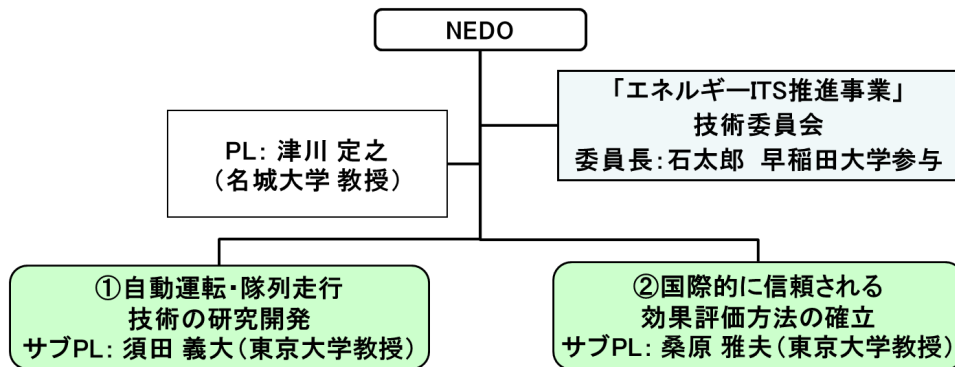 NEDO
「エネルギーITS推進事業」
技術委員会
委員長：石太郎 早稲田大学参与
PL： 津川 定之
（名城大学 教授）
①自動運転・隊列走行
技術の研究開発
サブPL： 須田 義大（東京大学教授）
②国際的に信頼される
効果評価方法の確立
サブPL： 桑原 雅夫（東京大学教授）